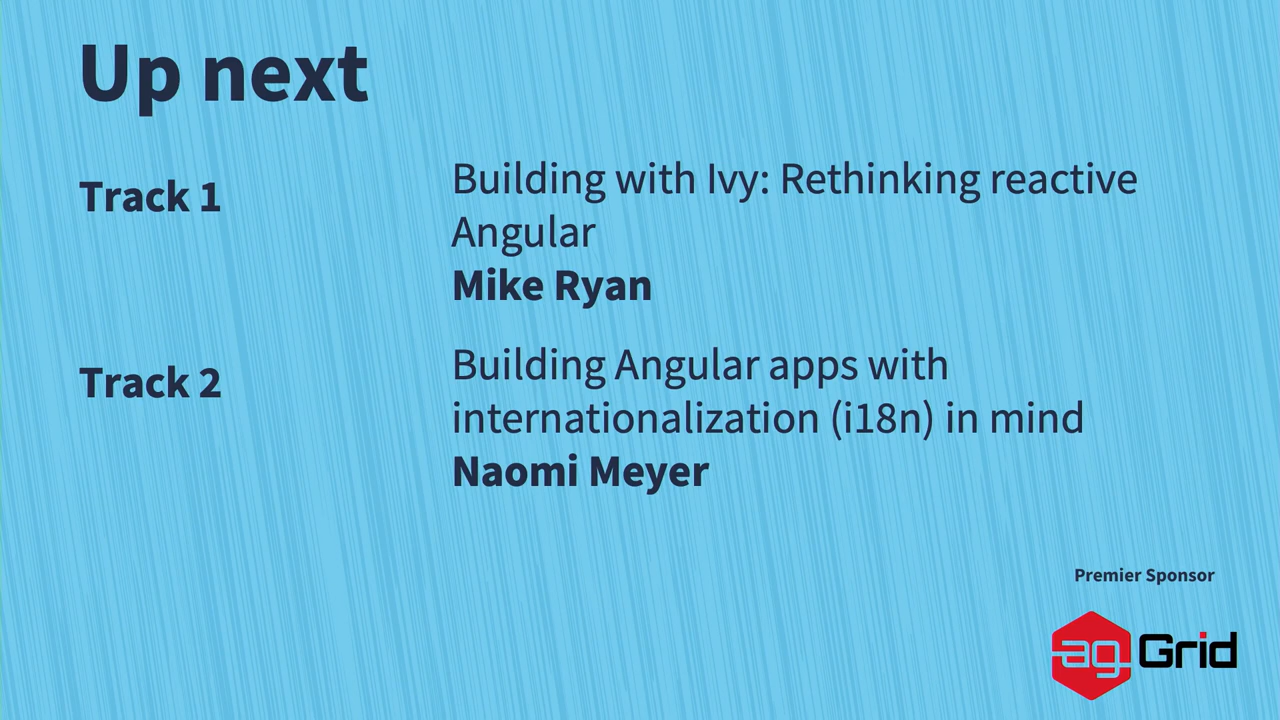 Up next
Track 1
Building with Ivy: Rethinking reactive
Angular
Mike Ryan
Track 2
Building Angular apps with
internationalization (i18n) in mind
Naomi Meyer
Premier Sponsor
ag Grid